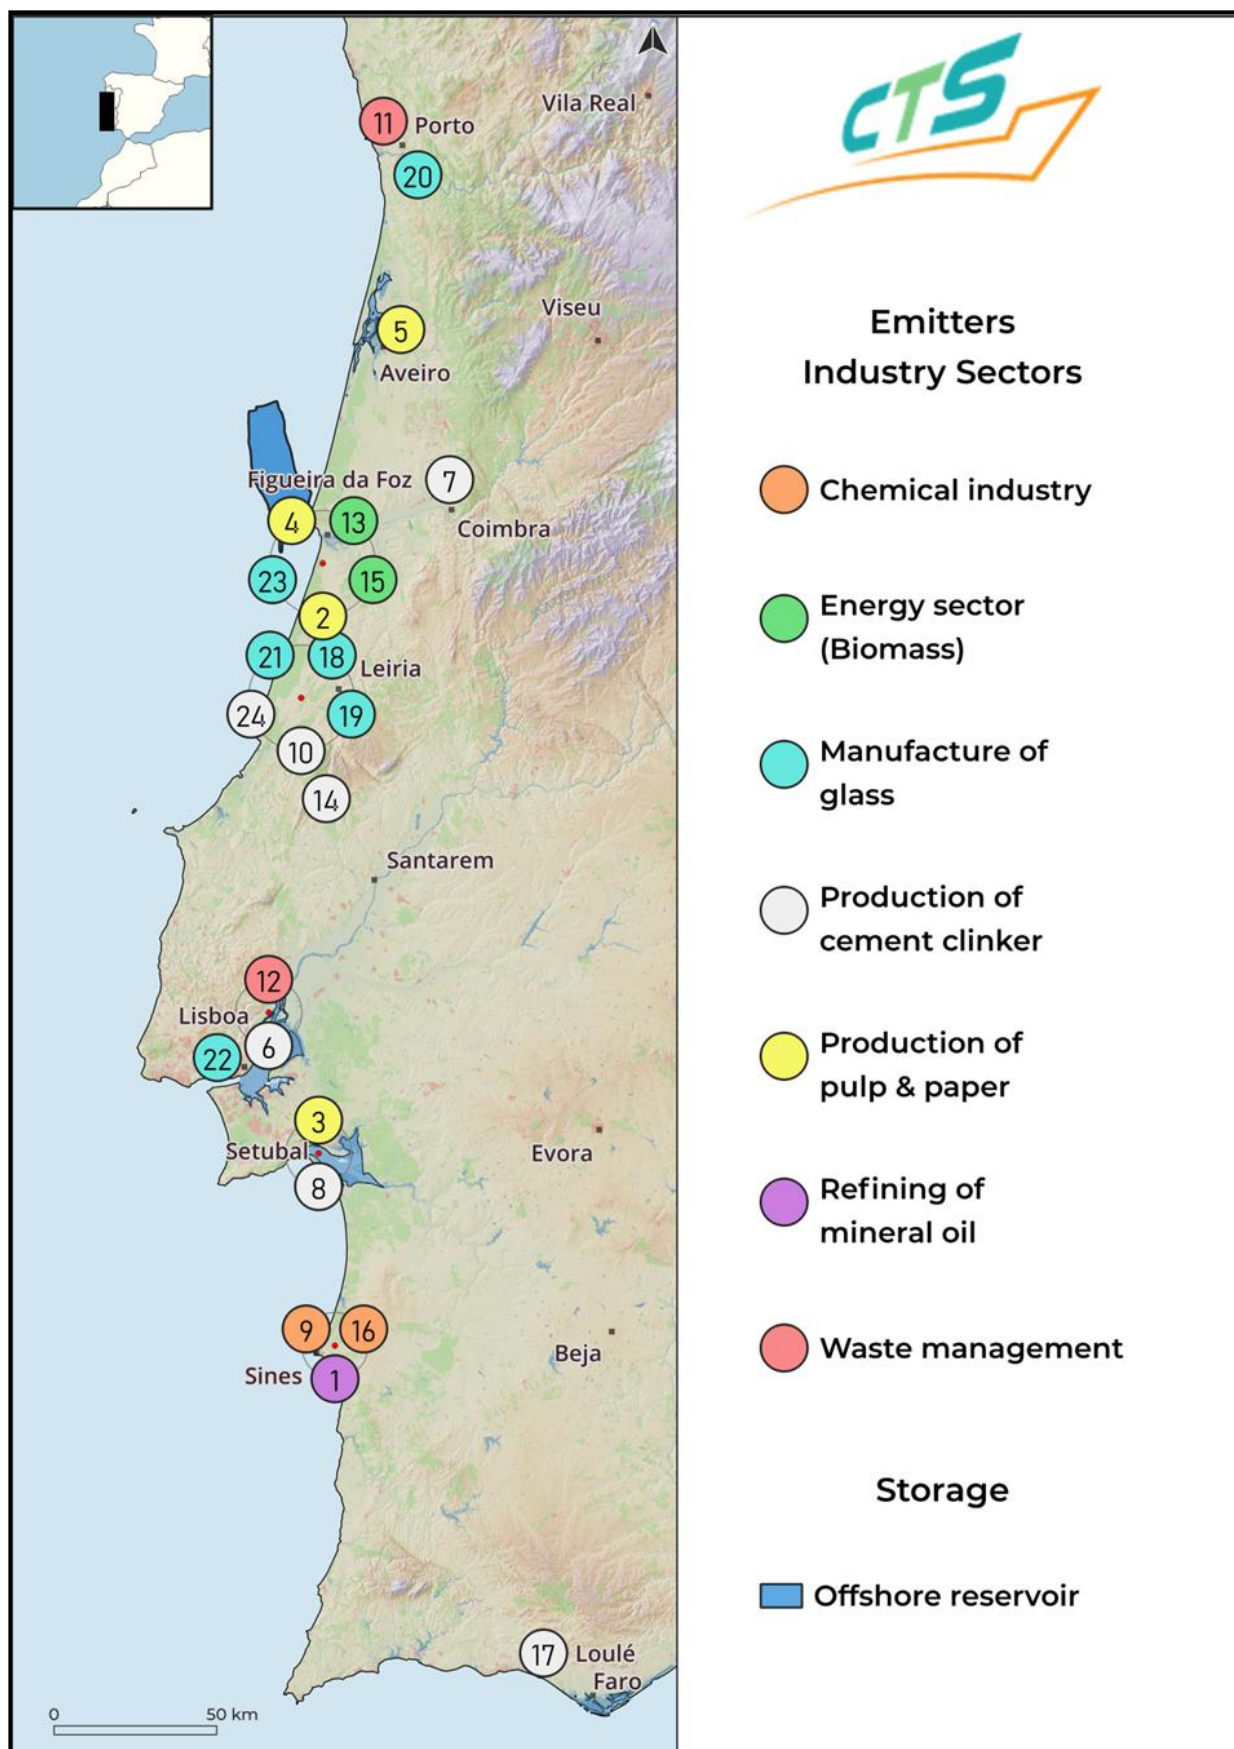 Vila Real
11
Porto
20
Viseu
5
Aveiro
Figueira da Foz
7
4
13
Coimbra
23
15
2
21
18
Leiria
24
19
10
14
Santarem
12
Lisboa
6
22
3
Setubal
Evora
8
9
16
Beja
Sines
1
17
Loulé
Faro
0
50 km
CTS
Emitters
Industry Sectors
Chemical industry
Energy sector
(Biomass)
Manufacture of
glass
Production of
cement clinker
Production of
pulp & paper
Refining of
mineral oil
Waste management
Storage
Offshore reservoir